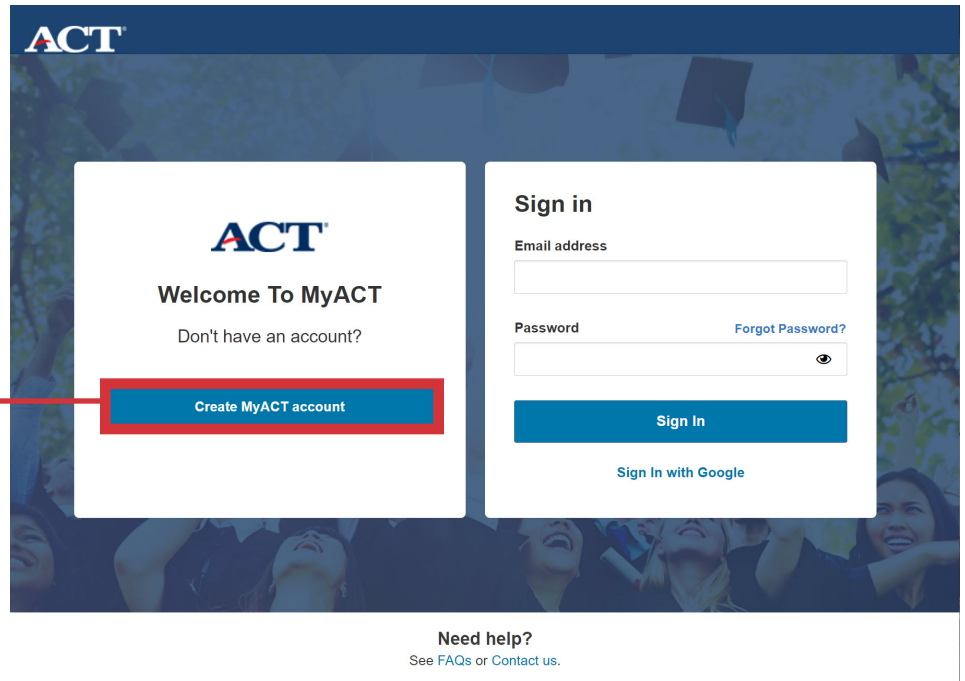 ACT
ACT
Welcome To MyACT
Don't have an account?
Create MyACT account
Sign in
Email address
Password
Forgot Password?
Sign In
Sign In with Google
Need help?
See FAQs or Contact us.